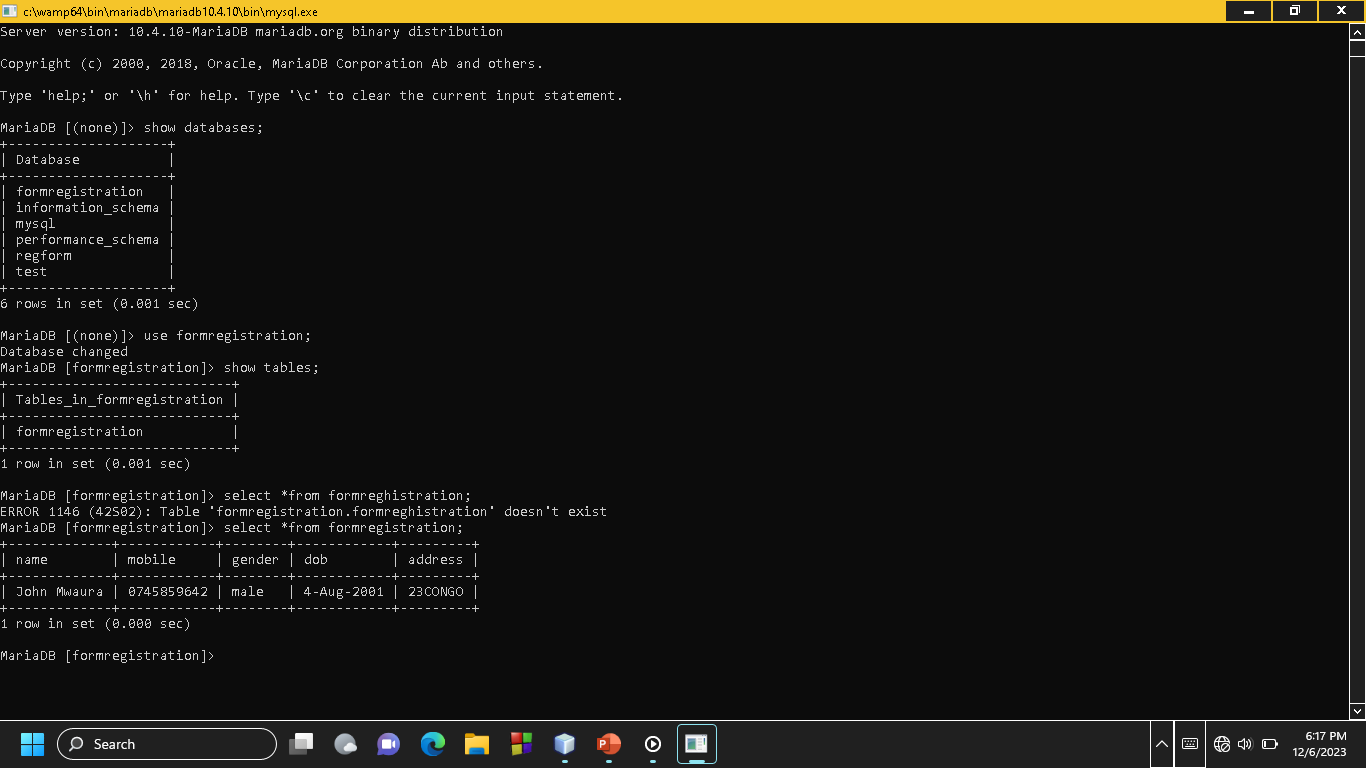 c:\wamp64\bin\mariadb\mariadb10.4.10\bin\mysql.exe
Server version: 10.4.10-MariaDB mariadb.org binary distribution
Copyright (c) 2000, 2018, Oracle, MariaDB Corporation Ab and others.
Type 'help;' or '\h' for help. Type '\c' to clear the current input statement.
MariaDB [(none)]> show databases;
+--------------------+
| Database           |
+--------------------+
| formregistration   |
| information_schema |
| mysql              |
| performance_schema |
| regform            |
| test               |
+--------------------+
6 rows in set (0.001 sec)
MariaDB [(none)]> use formregistration;
Database changed
MariaDB [formregistration]> show tables;
+----------------------------+
| Tables_in_formregistration |
+----------------------------+
| formregistration           |
+----------------------------+
1 row in set (0.001 sec)
MariaDB [formregistration]> select *from formreghistration;
ERROR 1146 (42S02): Table 'formregistration.formreghistration' doesn't exist
MariaDB [formregistration]> select *from formregistration;
+-------------+------------+--------+------------+---------+
| name        | mobile     | gender | dob        | address |
+-------------+------------+--------+------------+---------+
| John Mwaura | 0745859642 | male   | 4-Aug-2001 | 23CONGO |
+-------------+------------+--------+------------+---------+
1 row in set (0.000 sec)
MariaDB [formregistration]>
Search
6:17 PM
12/6/2023